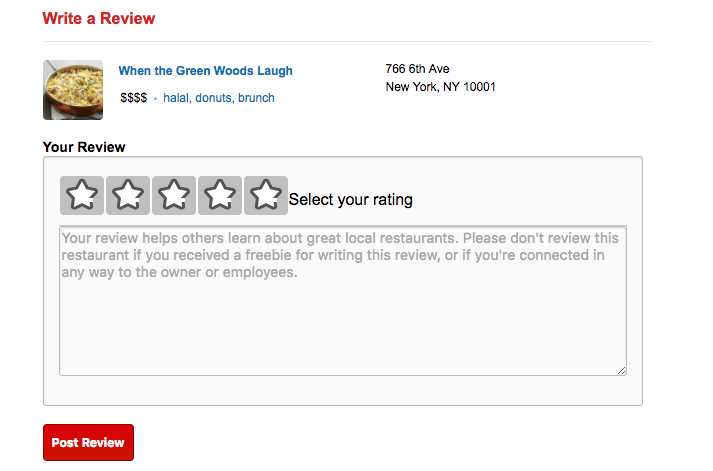 Write a Review
When the Green Woods Laugh
$$$$ · halal, donuts, brunch
766 6th Ave
New York, NY 10001
Your Review
Select your rating
Your review helps others learn about great local restaurants. Please don't review this
restaurant if you received a freebie for writing this review, or if you're connected in
any way to the owner or employees.
Post Review